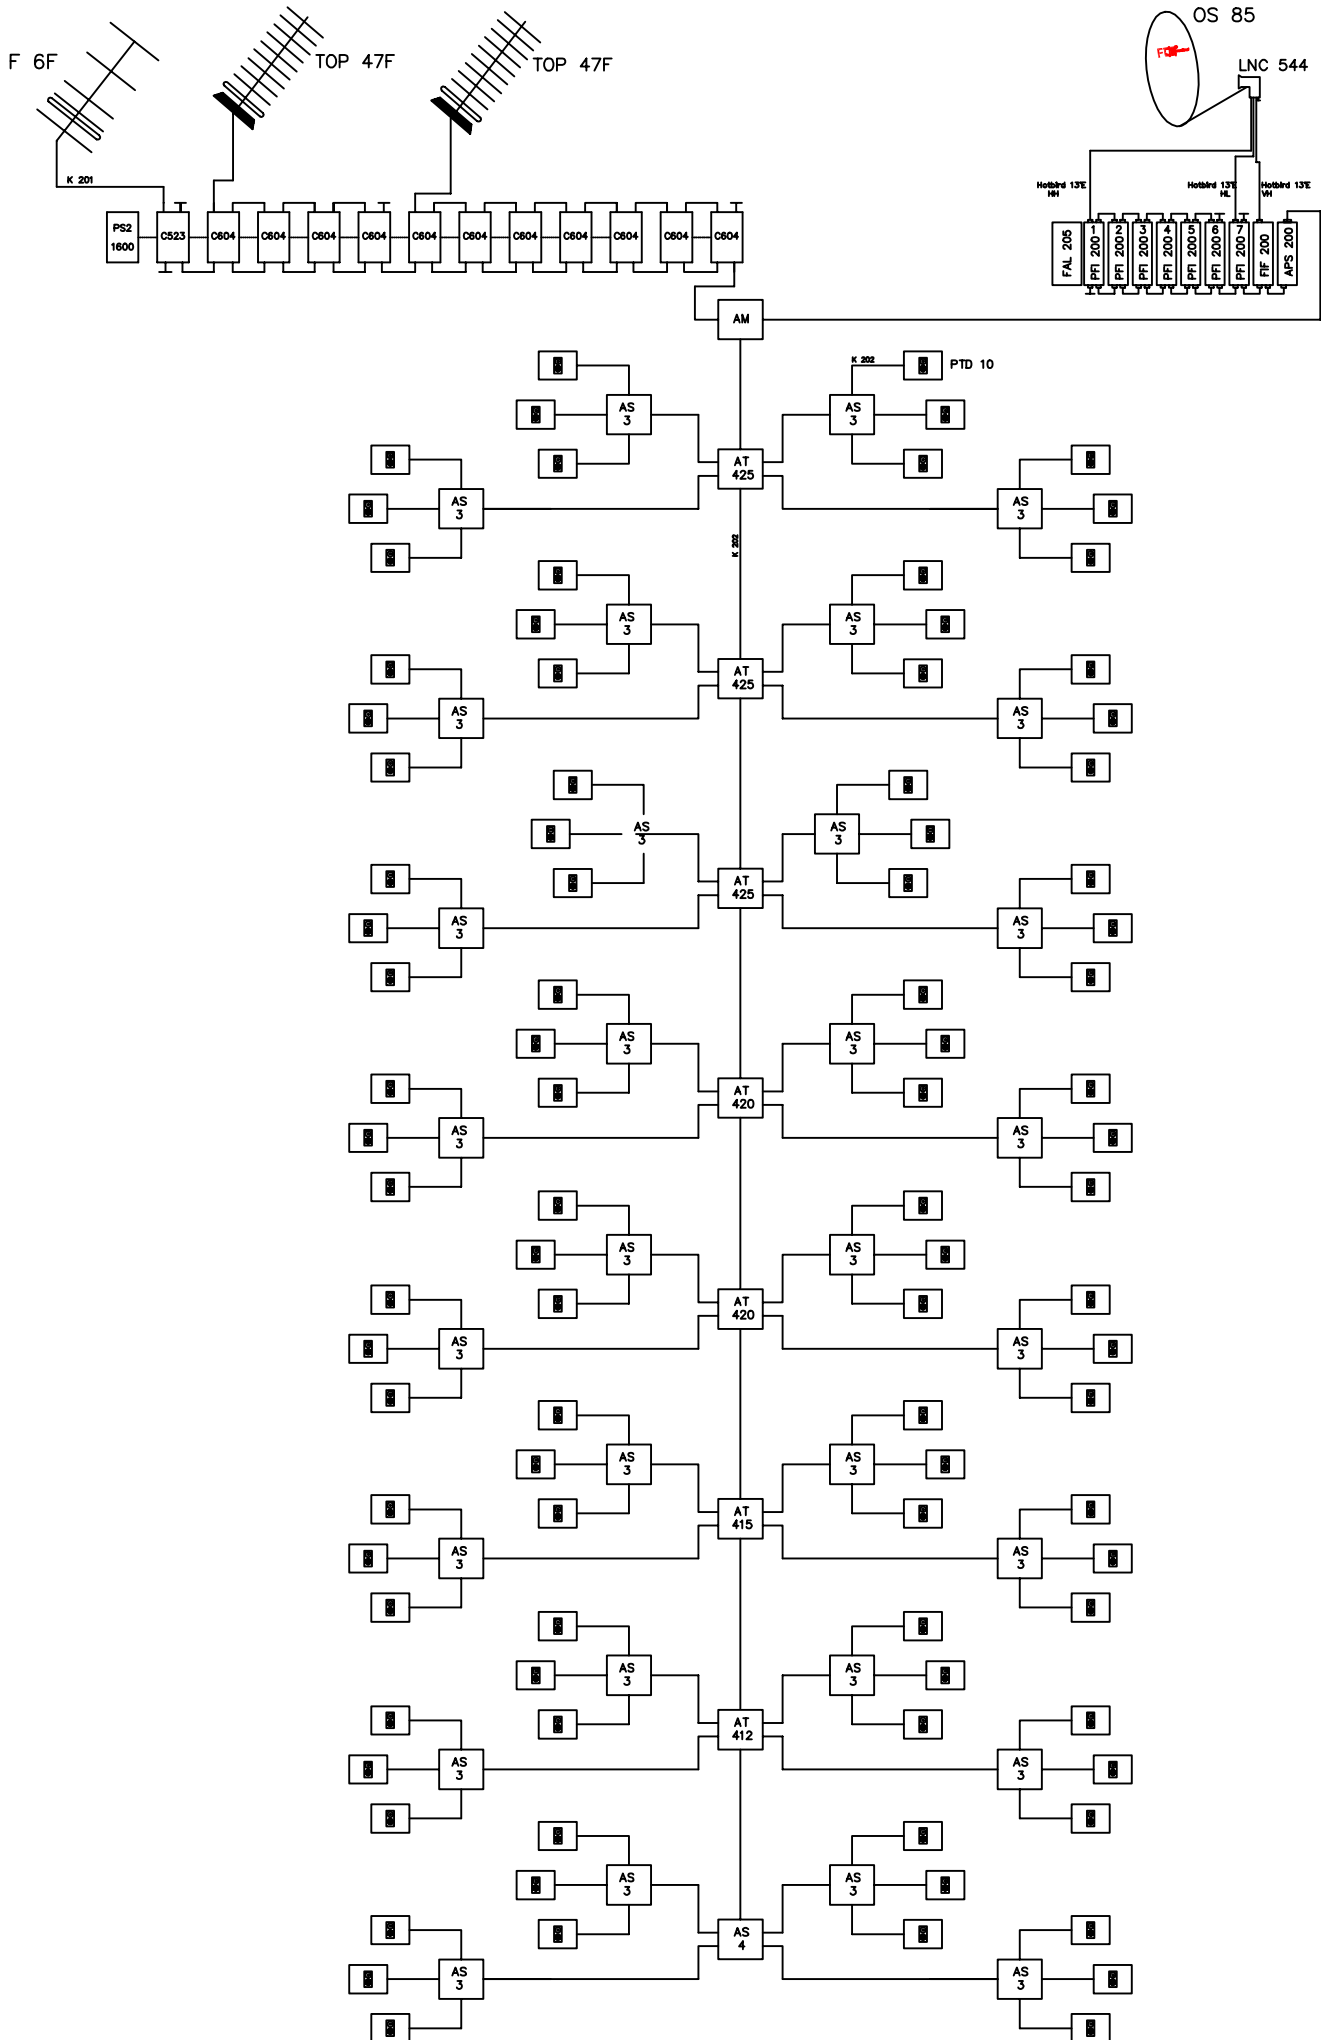 F 6F
TOP 47F
TOP 47F
OS 85
LNC 544
K 201
Hotbird 13°E
HH
Hotbird 13°E
HL
Hotbird 13°E
VH
PS2
1600
C523
C604
C604
C604
C604
C604
C604
C604
C604
C604
C604
C604
FAL 205
1
PFI 200
2
PFI 200
3
PFI 200
4
PFI 200
5
PFI 200
6
PFI 200
7
PFI 200
FIF 200
APS 200
AM
K 202
PTD 10
AS
3
AS
3
AT
425
AS
3
AS
3
K 202
AS
3
AS
3
AT
425
AS
3
AS
3
AS
3
AS
3
AT
425
AS
3
AS
3
AS
3
AS
3
AT
420
AS
3
AS
3
AS
3
AS
3
AT
420
AS
3
AS
3
AS
3
AS
3
AT
415
AS
3
AS
3
AS
3
AS
3
AT
412
AS
3
AS
3
AS
3
AS
3
AS
4
AS
3
AS
3